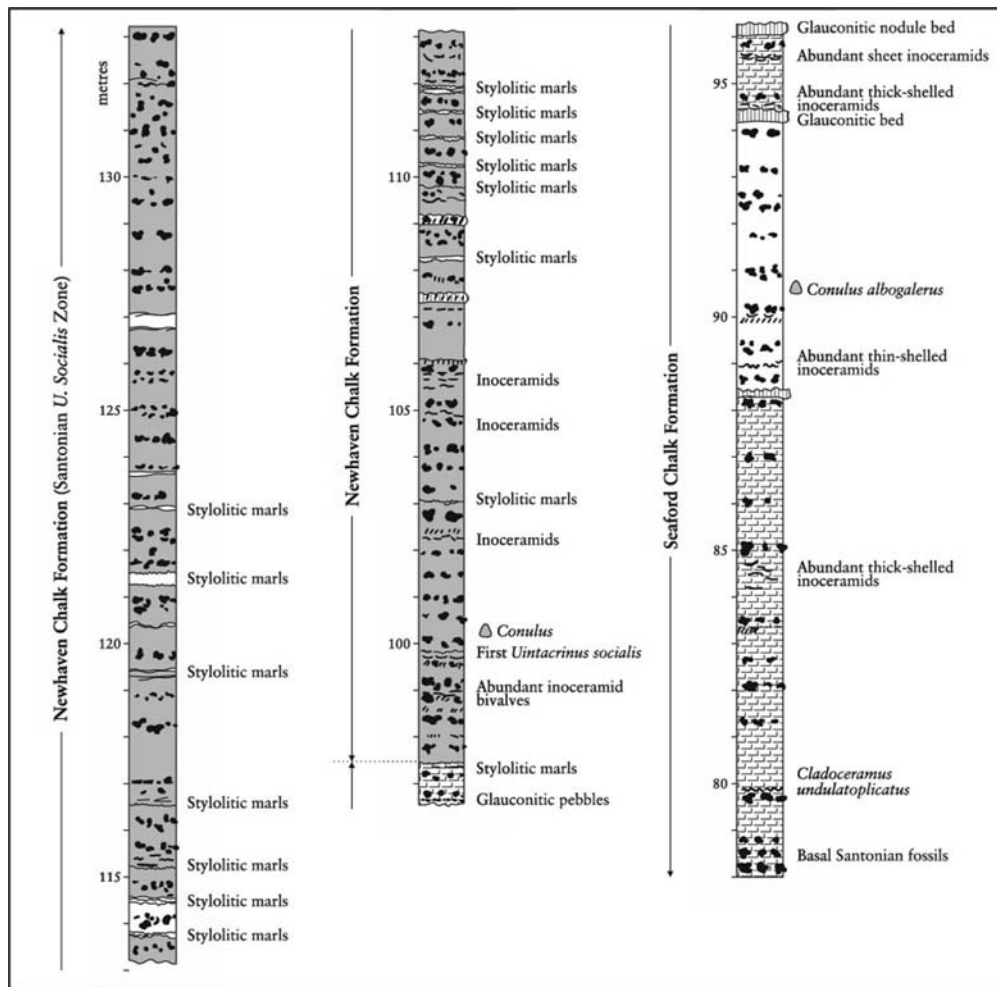 Newhaven Chalk Formation (Santonian U. Socialis Zone)
metres
130
125
Stylolitic marls
Stylolitic marls
120
Stylolitic marls
Stylolitic marls
Stylolitic marls
115
Stylolitic marls
Stylolitic marls
Newhaven Chalk Formation
Stylolitic marls
Stylolitic marls
Stylolitic marls
Stylolitic marls
110
Stylolitic marls
Stylolitic marls
Inoceramids
105
Inoceramids
Stylolitic marls
Inoceramids
Conulus
100
First Uintacrinus socialis
Abundant inoceramid
bivalves
Stylolitic marls
Glauconitic pebbles
Seaford Chalk Formation
Glauconitic nodule bed
Abundant sheet inoceramids
95
Abundant thick-shelled
inoceramids
Glauconitic bed
Conulus albogalerus
90
Abundant thin-shelled
inoceramids
85
Abundant thick-shelled
inoceramids
Cladoceramus
undulatoplicatus
80
Basal Santonian fossils